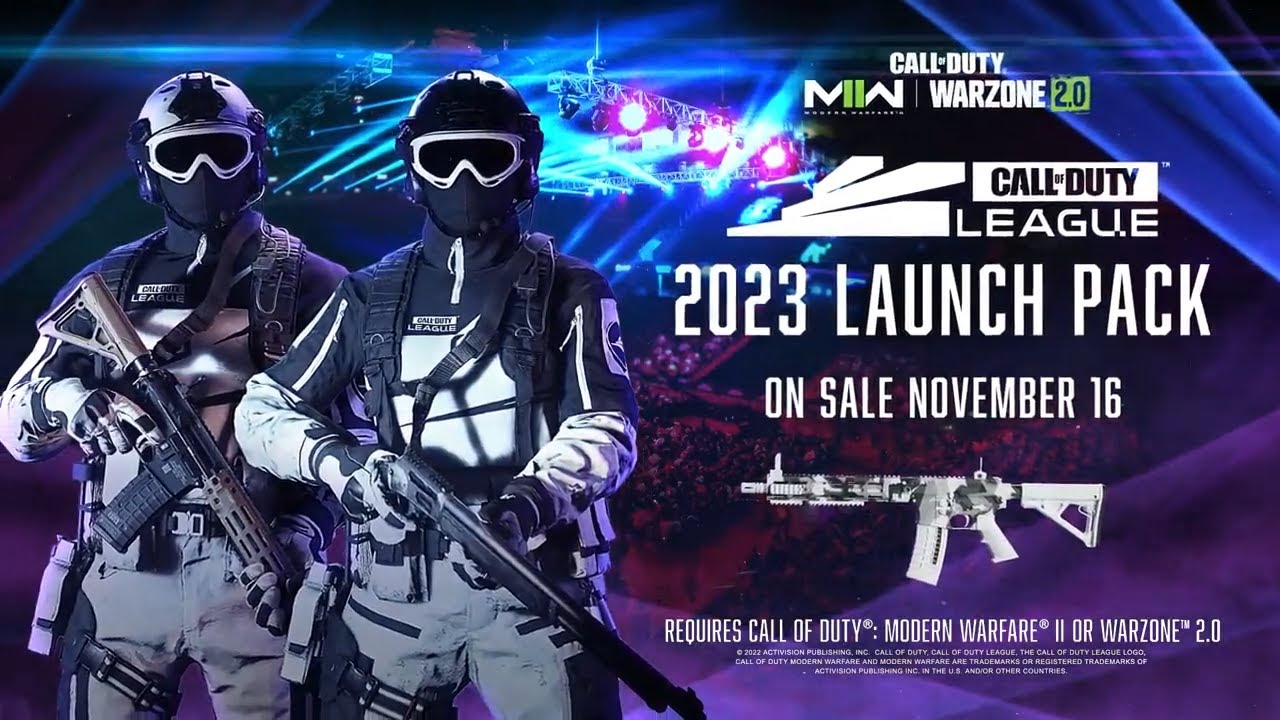 CALL OF DUTY
MWII | WARZONE 2.0
MODERN WARFARE II
CALL OF DUTY™
LEAGUE
2023 LAUNCH PACK
ON SALE NOVEMBER 16
CALL OF DUTY
LEAGUE
CALL OF DUTY
LEAGUE
REQUIRES CALL OF DUTY®: MODERN WARFARE® II OR WARZONE™ 2.0
© 2022 ACTIVISION PUBLISHING, INC. CALL OF DUTY, CALL OF DUTY LEAGUE, THE CALL OF DUTY LEAGUE LOGO,
CALL OF DUTY MODERN WARFARE AND MODERN WARFARE ARE TRADEMARKS OR REGISTERED TRADEMARKS OF
ACTIVISION PUBLISHING INC. IN THE U.S. AND/OR OTHER COUNTRIES.